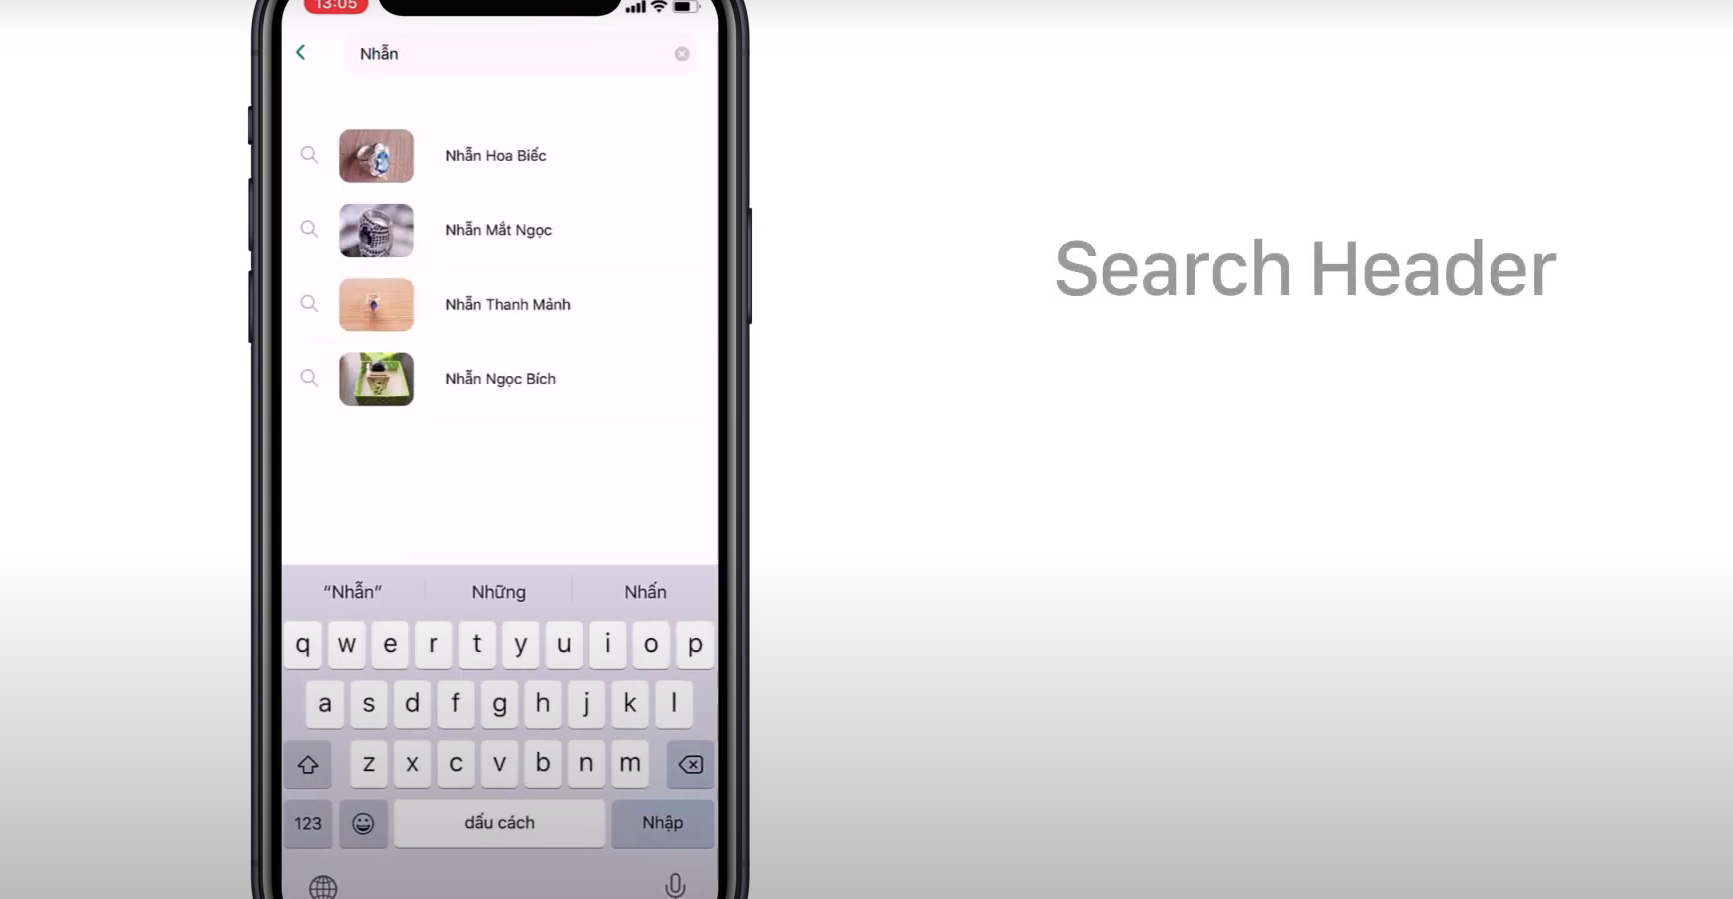 13:05
Nhẫn
Nhẫn Hoa Biếc
Nhẫn Mắt Ngọc
Nhẫn Thanh Mảnh
Nhẫn Ngọc Bích
Search Header
“Nhẫn” Những Nhấn
q w e r t y u i o p
a s d f g h j k l
z x c v b n m
123 dấu cách Nhập